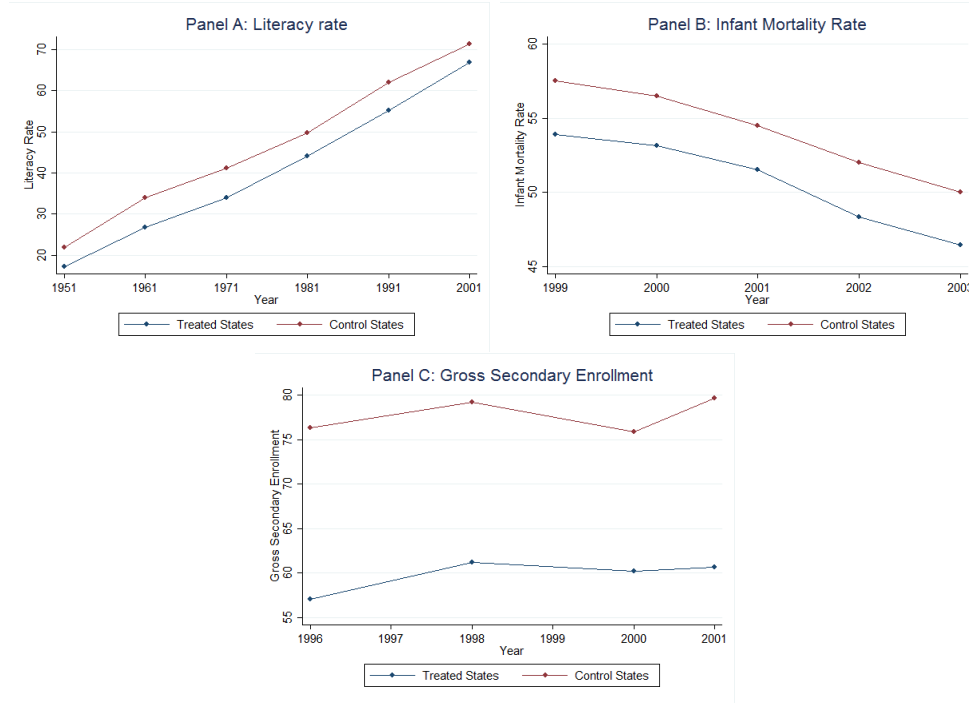 Panel A: Literacy rate
Literacy Rate
70
60
50
40
30
20
1951 1961 1971 1981 1991 2001
Year
Treated States Control States
Panel B: Infant Mortality Rate
Infant Mortality Rate
60
55
50
45
1999 2000 2001 2002 2003
Year
Treated States Control States
Panel C: Gross Secondary Enrollment
Gross Secondary Enrollment
80
75
70
65
60
55
1996 1997 1998 1999 2000 2001
Year
Treated States Control States